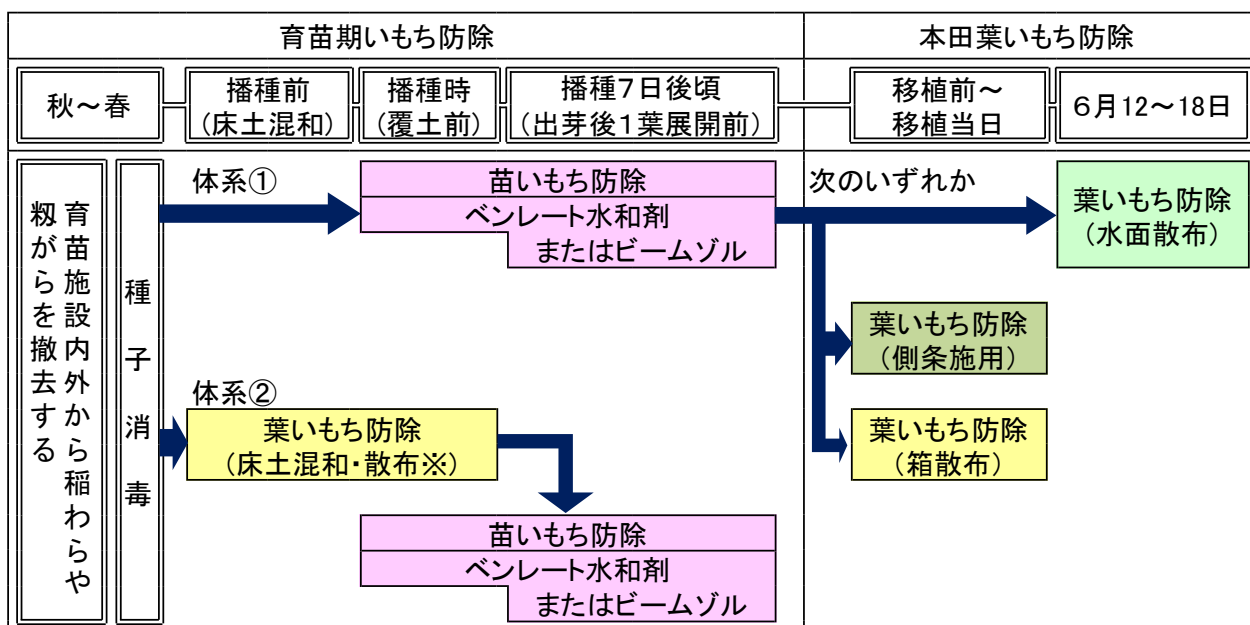 育苗期いもち防除
本田葉いもち防除
秋～春
播種前
(床土混和)
播種時
(覆土前)
播種７日後頃
(出芽後１葉展開前)
移植前～
移植当日
６月12～18日
育苗施設内外から稲わらや
籾がらを撤去する
種子消毒
体系①
苗いもち防除
ベンレート水和剤
またはビームゾル
次のいずれか
葉いもち防除
（水面散布）
葉いもち防除
（側条施用）
体系②
葉いもち防除
（床土混和・散布※）
葉いもち防除
（箱散布）
苗いもち防除
ベンレート水和剤
またはビームゾル